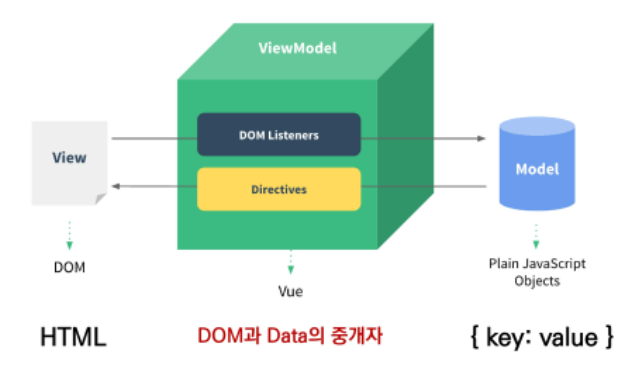 ViewModel
DOM Listeners
View
Model
Directives
DOM
Plain JavaScript
Objects
Vue
HTML
DOM과 Data의 중개자
{ key: value }